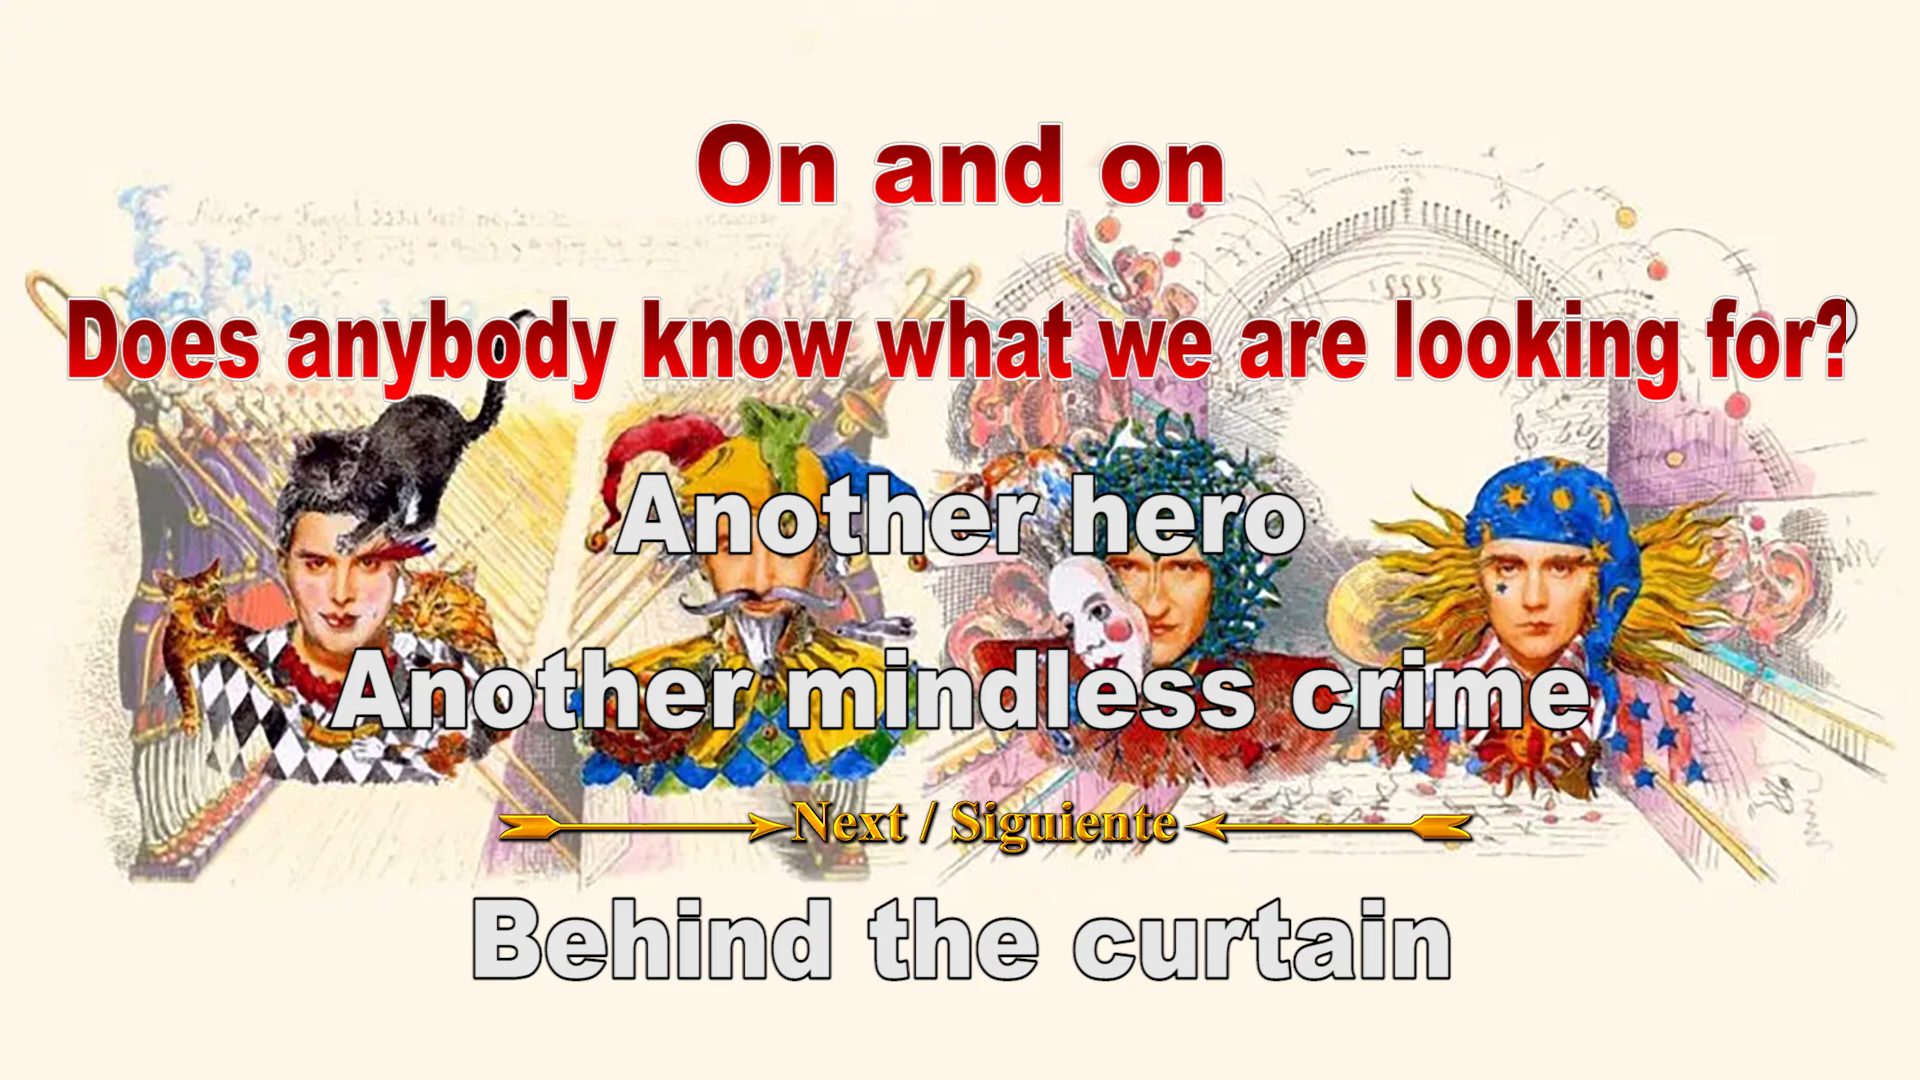 On and on
Does anybody know what we are looking for?
Another hero
Another mindless crime
Next / Siguiente
Behind the curtain